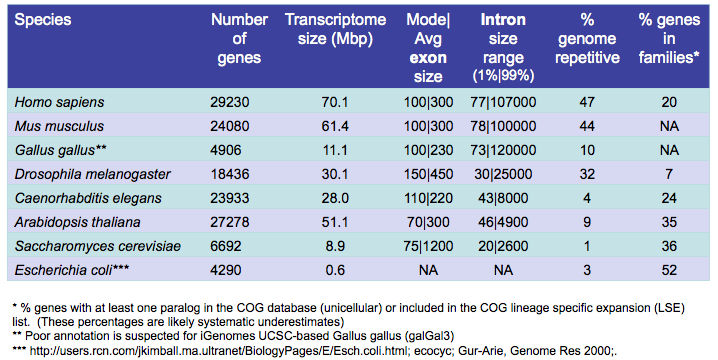 Species Number of genes Transcriptome size (Mbp) Mode| Avg exon size Intron size range (1%|99%) % genome repetitive % genes in families*
Homo sapiens 29230 70.1 100|300 77|107000 47 20
Mus musculus 24080 61.4 100|300 78|100000 44 NA
Gallus gallus** 4906 11.1 100|230 73|120000 10 NA
Drosophila melanogaster 18436 30.1 150|450 30|25000 32 7
Caenorhabditis elegans 23933 28.0 110|220 43|8000 4 24
Arabidopsis thaliana 27278 51.1 70|300 46|4900 9 35
Saccharomyces cerevisiae 6692 8.9 75|1200 20|2600 1 36
Escherichia coli*** 4290 0.6 NA NA 3 52
* % genes with at least one paralog in the COG database (unicellular) or included in the COG lineage specific expansion (LSE)
list. (These percentages are likely systematic underestimates)
** Poor annotation is suspected for iGenomes UCSC-based Gallus gallus (galGal3)
*** http://users.rcn.com/jkimball.ma.ultranet/BiologyPages/E/Esch.coli.html; ecocyc; Gur-Arie, Genome Res 2000;.